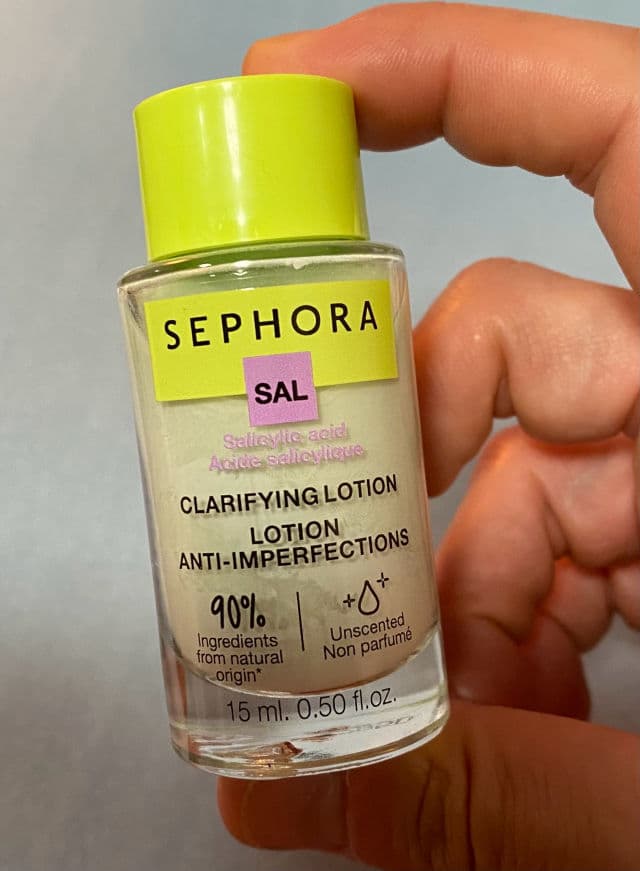 SEPHORA
SAL
Salicylic acid
Acide salicylique
CLARIFYING LOTION
LOTION
ANTI-IMPERFECTIONS
90%
Ingredients
from natural
origin*
Unscented
Non parfumé
15 ml. 0.50 fl.oz.